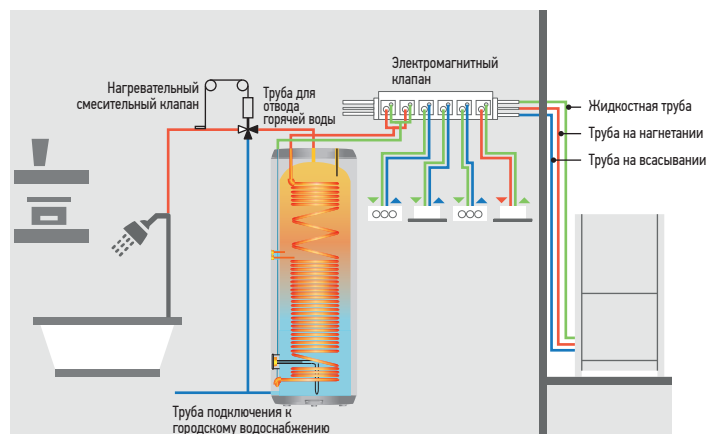 Электромагнитный
клапан
Нагревательный
смесительный клапан
Труба для
отвода
горячей воды
Жидкостная труба
Труба на нагнетании
Труба на всасывании
Труба подключения к
городскому водоснабжению